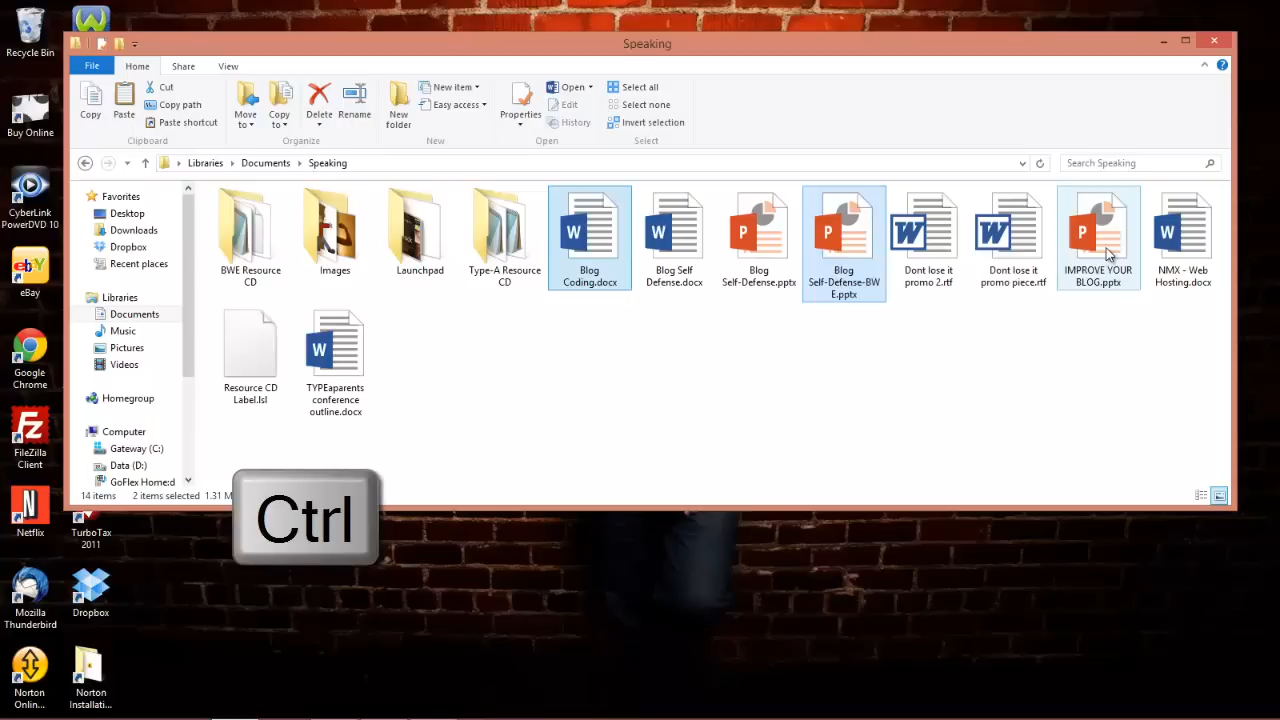 Recycle Bin
Buy Online
CyberLink
PowerDVD 10
eBay
Google
Chrome
FileZilla
Client
Netflix
TurboTax
2011
Mozilla
Thunderbird
Dropbox
Norton
Online...
Norton
Installati...
Speaking
File
Home
Share
View
Copy
Paste
Cut
Copy path
Paste shortcut
Clipboard
Move
to
Copy
to
Delete
Rename
Organize
New
folder
New item
Easy access
New
Properties
Open
Edit
History
Open
Select all
Select none
Invert selection
Select
Libraries
Documents
Speaking
Search Speaking
Favorites
Desktop
Downloads
Dropbox
Recent places
Libraries
Documents
Music
Pictures
Videos
Homegroup
Computer
Gateway (C:)
Data (D:)
GoFlex Home:d
BWE Resource
CD
Images
Launchpad
Type-A Resource
CD
Blog
Coding.docx
Blog Self
Defense.docx
Blog
Self-Defense.pptx
Blog
Self-Defense-BW
E.pptx
Dont lose it
promo 2.rtf
Dont lose it
promo piece.rtf
IMPROVE YOUR
BLOG.pptx
NMX - Web
Hosting.docx
Resource CD
Label.lsl
TYPEaparents
conference
outline.docx
14 items
2 items selected
1.31 M
Ctrl